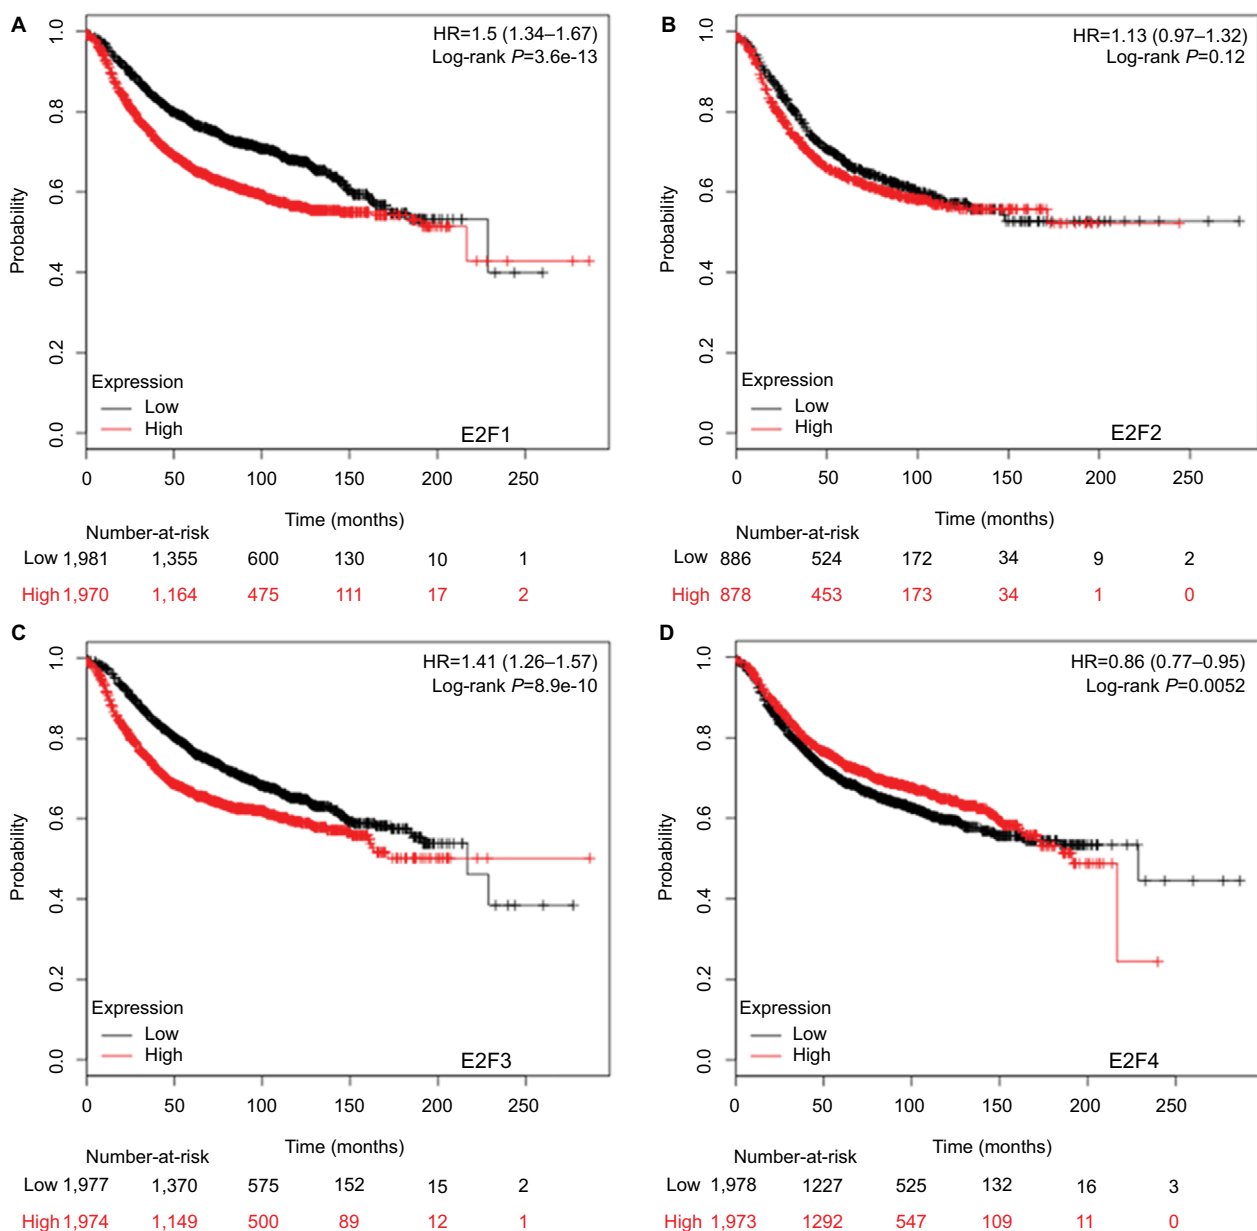 A
HR=1.5 (1.34–1.67)
Log-rank P=3.6e-13
Probability
1.0
0.8
0.6
0.4
0.2
0.0
Expression
Low
High
E2F1
0 50 100 150 200 250
Time (months)
Number-at-risk
Low 1,981 1,355 600 130 10 1
High 1,970 1,164 475 111 17 2
B
HR=1.13 (0.97–1.32)
Log-rank P=0.12
Probability
1.0
0.8
0.6
0.4
0.2
0.0
Expression
Low
High
E2F2
0 50 100 150 200 250
Time (months)
Number-at-risk
Low 886 524 172 34 9 2
High 878 453 173 34 1 0
C
HR=1.41 (1.26–1.57)
Log-rank P=8.9e-10
Probability
1.0
0.8
0.6
0.4
0.2
0.0
Expression
Low
High
E2F3
0 50 100 150 200 250
Time (months)
Number-at-risk
Low 1,977 1,370 575 152 15 2
High 1,974 1,149 500 89 12 1
D
HR=0.86 (0.77–0.95)
Log-rank P=0.0052
Probability
1.0
0.8
0.6
0.4
0.2
0.0
Expression
Low
High
E2F4
0 50 100 150 200 250
Time (months)
Number-at-risk
Low 1,978 1227 525 132 16 3
High 1,973 1292 547 109 11 0